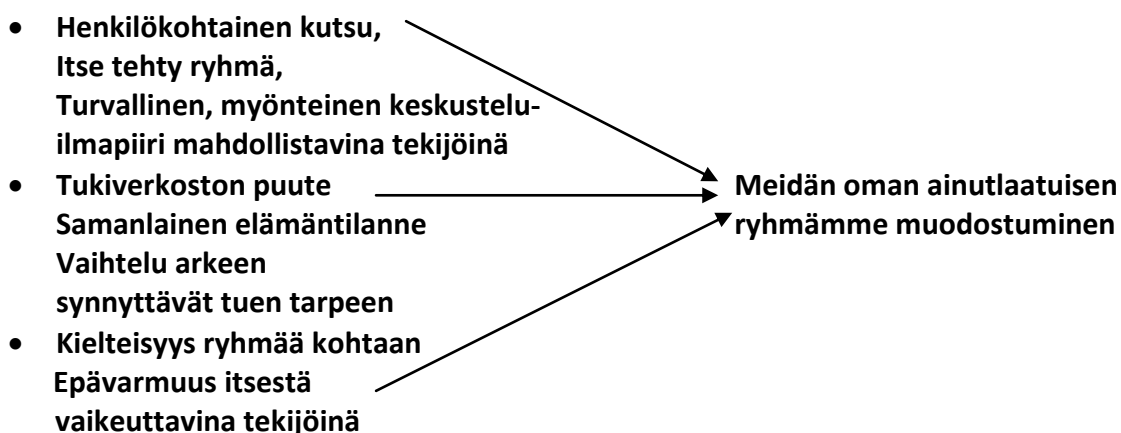 • Henkilökohtainen kutsu,
Itse tehty ryhmä,
Turvallinen, myönteinen keskustelu-
ilmapiiri mahdollistavina tekijöinä
• Tukiverkoston puute
Samanlainen elämäntilanne
Vaihtelu arkeen
synnyttävät tuen tarpeen
• Kielteisyys ryhmää kohtaan
Epävarmuus itsestä
vaikeuttavina tekijöinä
Meidän oman ainutlaatuisen
ryhmämme muodostuminen